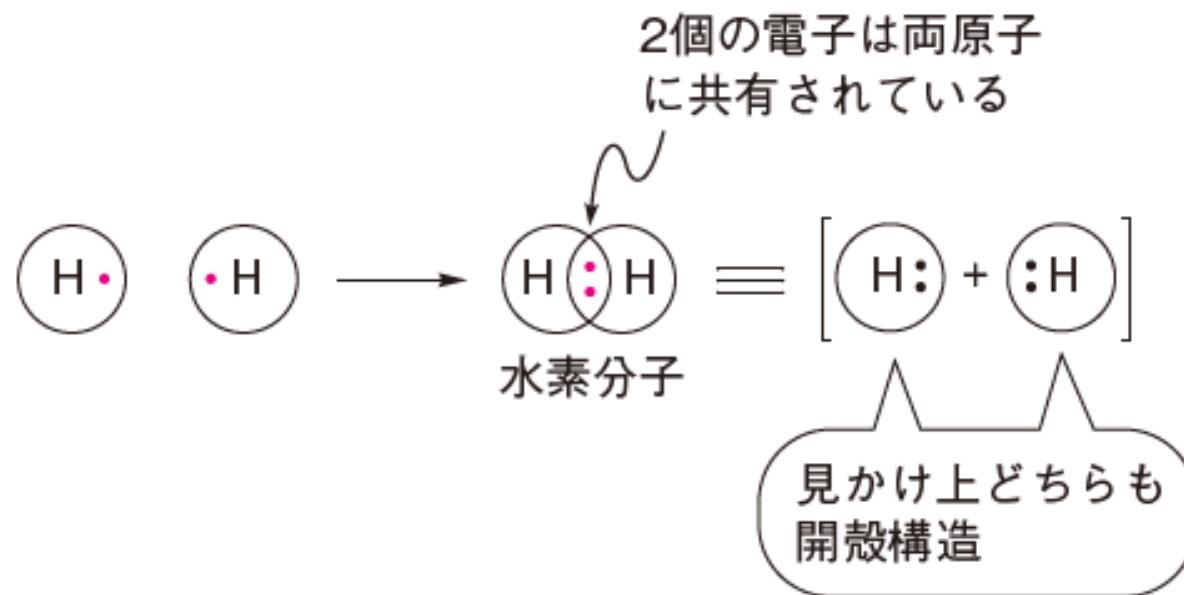 2個の電子は両原子
に共有されている
H・ ・H → H:H ≡ [H: + :H]
水素分子
見かけ上どちらも
開殻構造